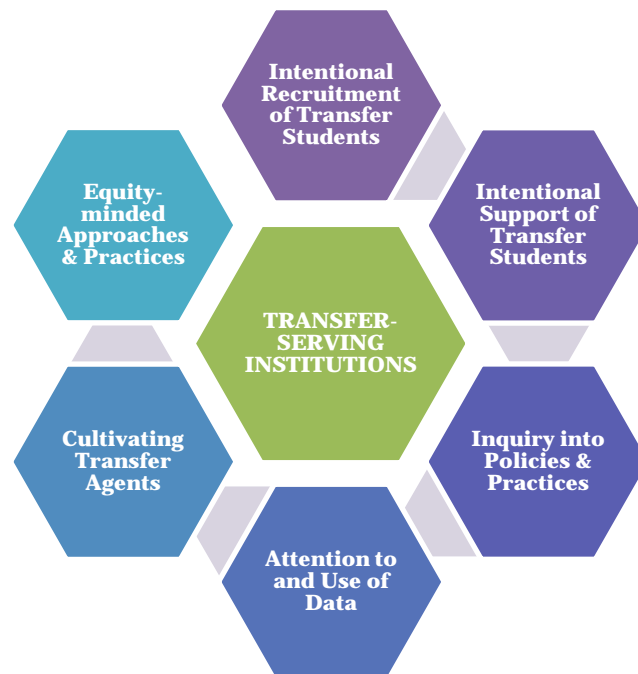 Intentional
Recruitment
of Transfer
Students
Intentional
Support of
Transfer
Students
Inquiry into
Policies &
Practices
Attention to
and Use of
Data
Cultivating
Transfer
Agents
Equity-
minded
Approaches
& Practices
TRANSFER-
SERVING
INSTITUTIONS